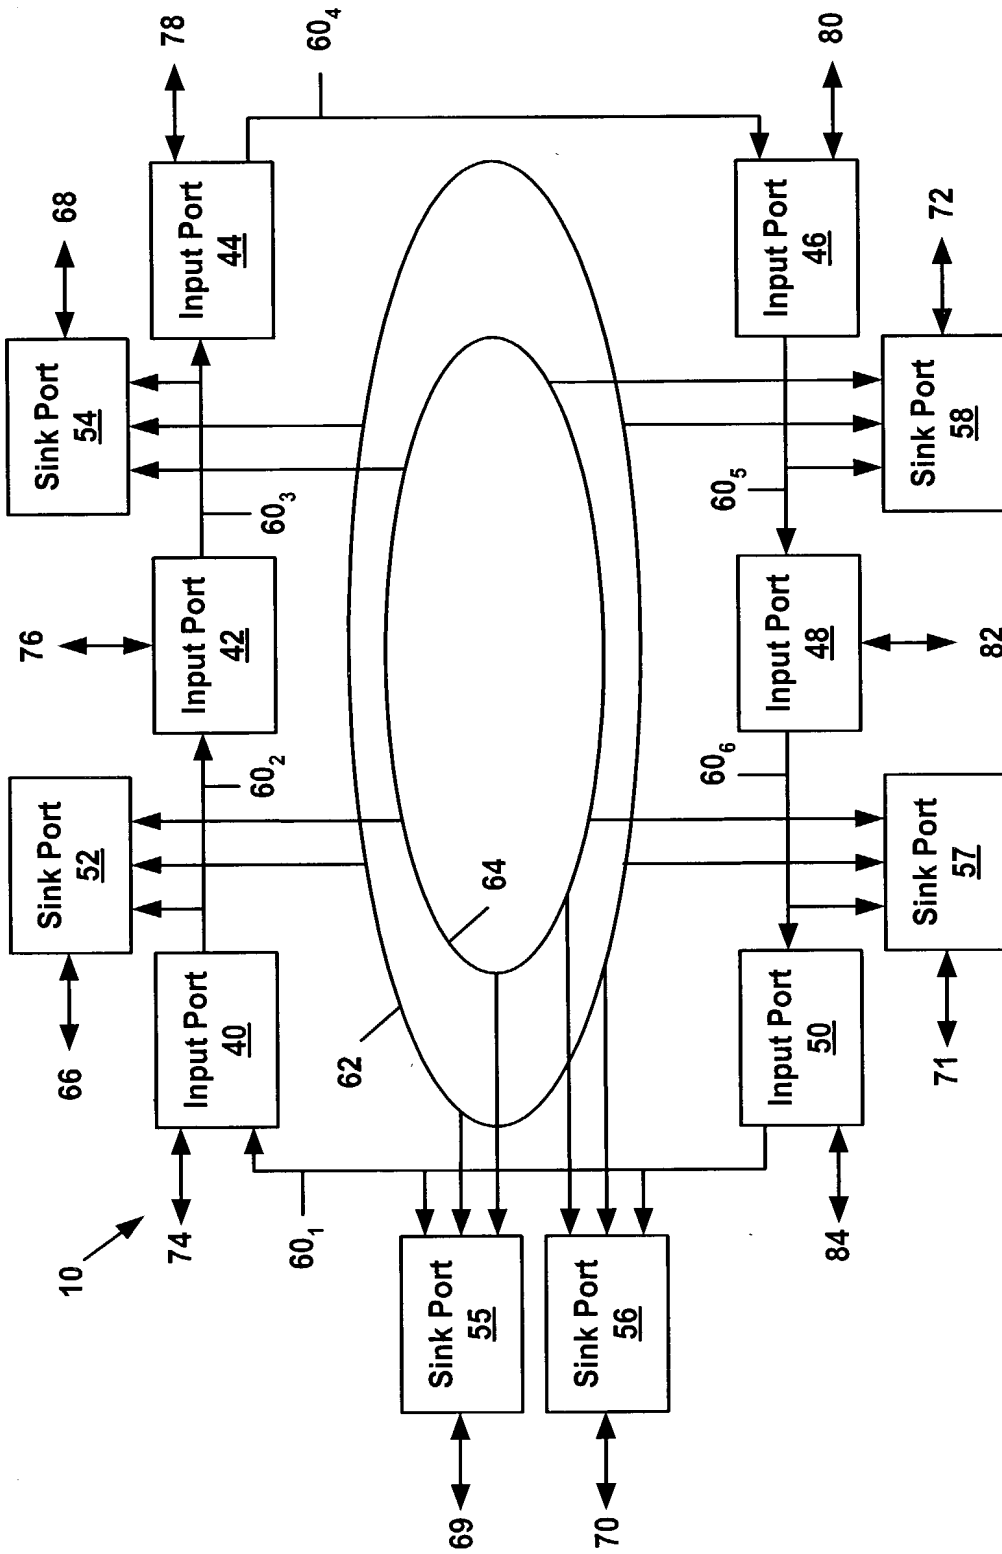 76
10
66
Sink Port
52
Sink Port
54
68
74
Input Port
40
Input Port
42
Input Port
44
78
60₂
60₃
60₁
60₄
62
64
69
Sink Port
55
70
Sink Port
56
60₆
60₅
84
Input Port
50
Input Port
48
Input Port
46
80
71
Sink Port
57
Sink Port
58
72
82